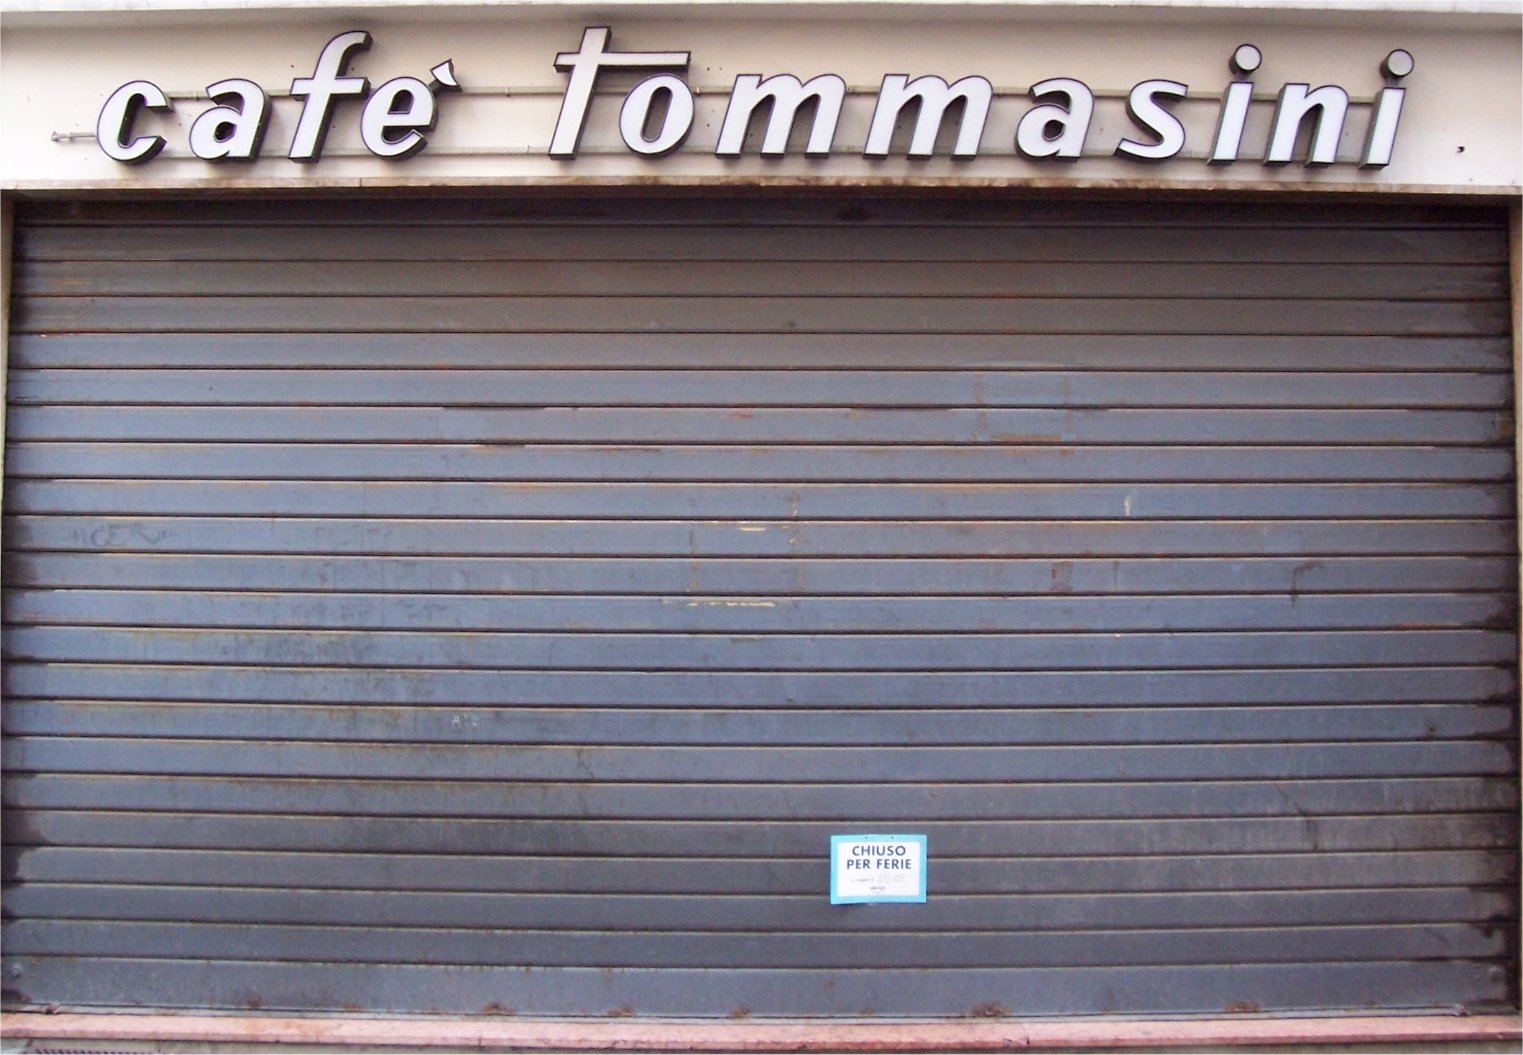 cafe` tommasini
CHIUSO
PER FERIE